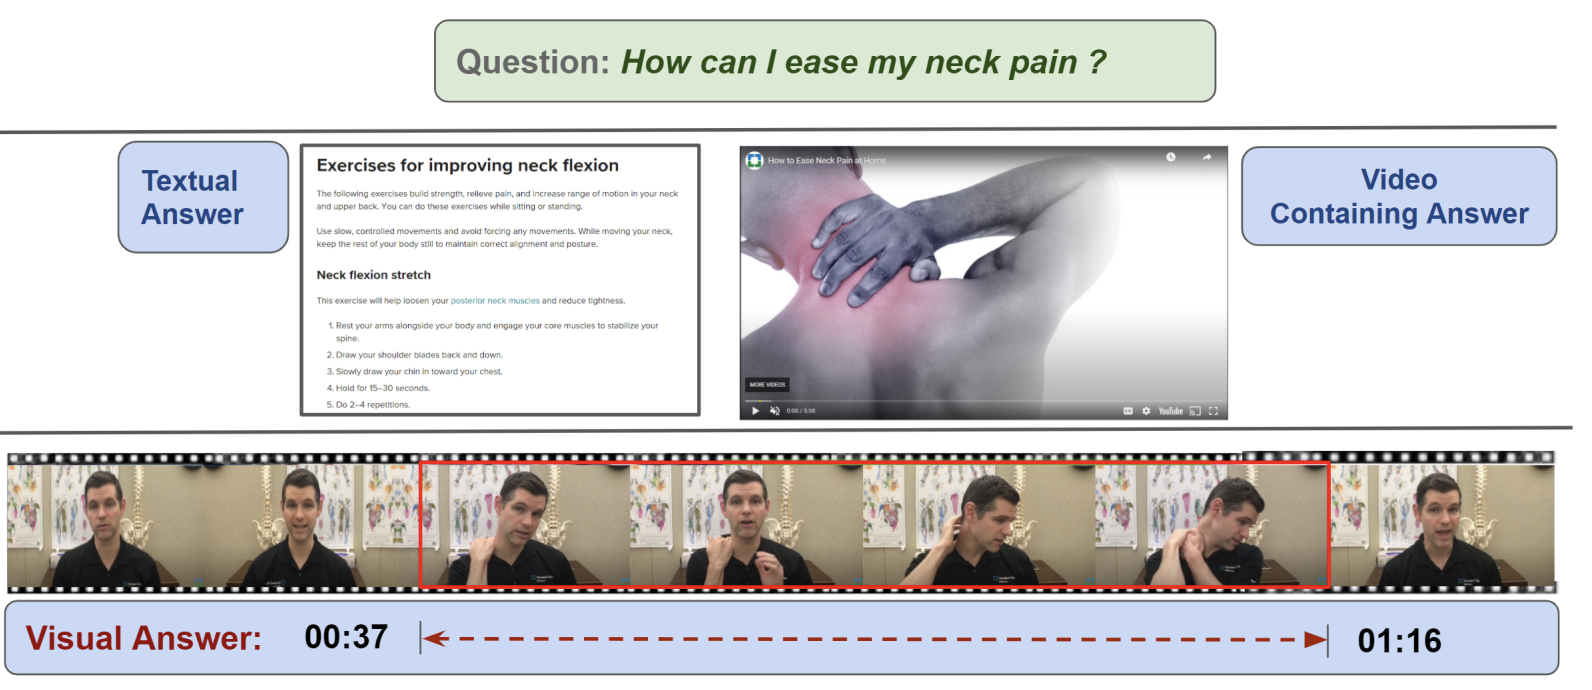 Question: How can I ease my neck pain ?
Textual
Answer
Exercises for improving neck flexion
The following exercises build strength, relieve pain, and increase range of motion in your neck
and upper back. You can do these exercises while sitting or standing.
Use slow, controlled movements and avoid forcing any movements. While moving your neck,
keep the rest of your body still to maintain correct alignment and posture.
Neck flexion stretch
This exercise will help loosen your posterior neck muscles and reduce tightness.
1. Rest your arms alongside your body and engage your core muscles to stabilize your
spine.
2. Draw your shoulder blades back and down.
3. Slowly draw your chin in toward your chest.
4. Hold for 15–30 seconds.
5. Do 2–4 repetitions.
How to Ease Neck Pain at Home
MORE VIDEOS
0:00 / 5:58
YouTube
Video
Containing Answer
Visual Answer: 00:37 01:16